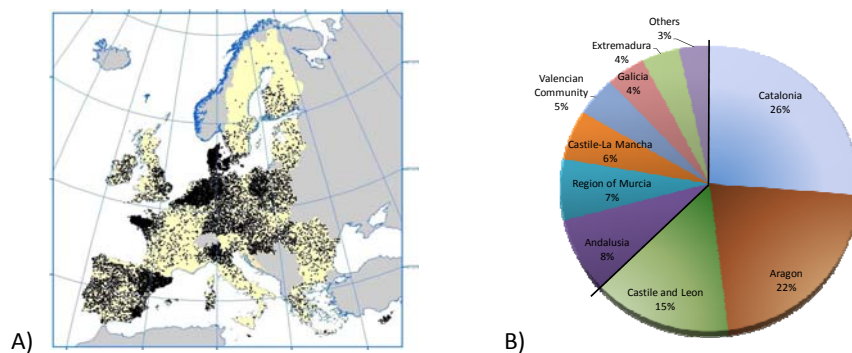 A)
B)
Others
3%
Extremadura
4%
Galicia
4%
Valencian
Community
5%
Castile-La Mancha
6%
Region of Murcia
7%
Andalusia
8%
Castile and Leon
15%
Aragon
22%
Catalonia
26%